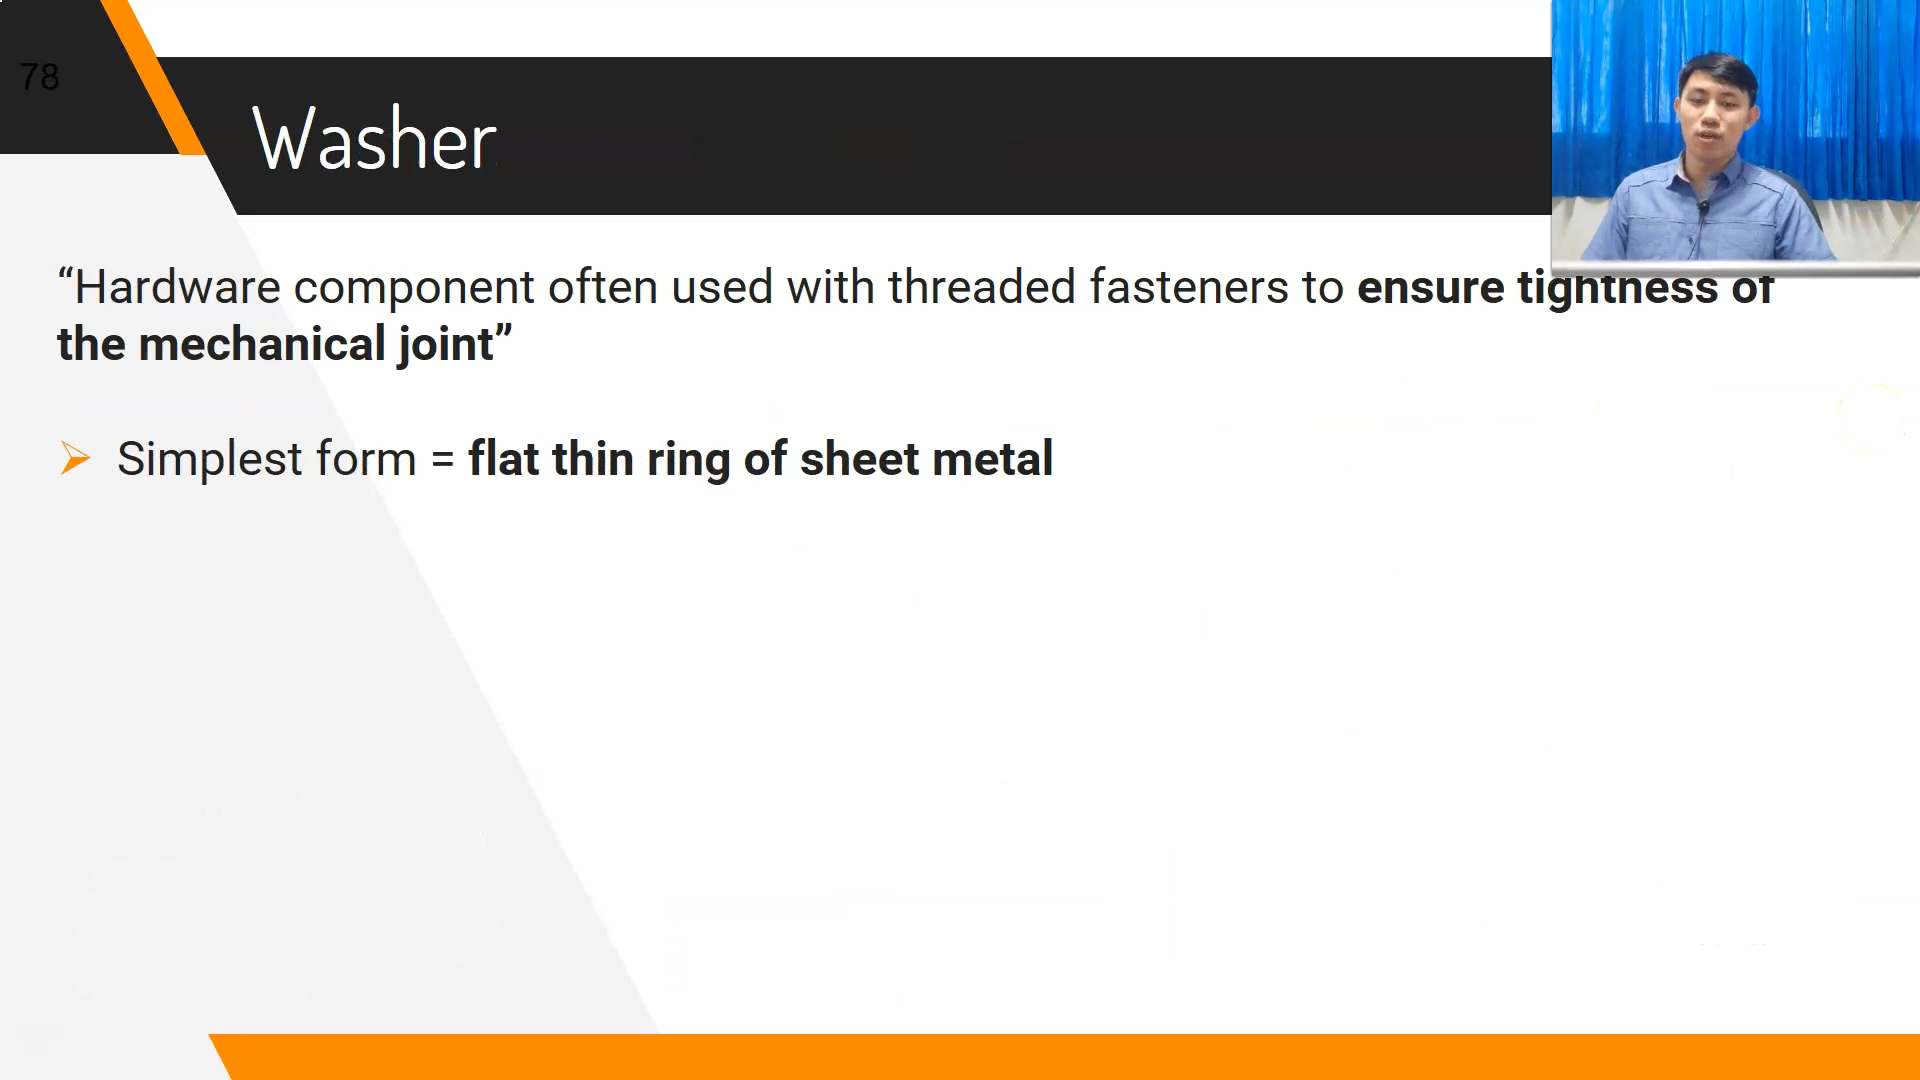 78
Washer
“Hardware component often used with threaded fasteners to ensure tightness of
the mechanical joint”
Simplest form = flat thin ring of sheet metal